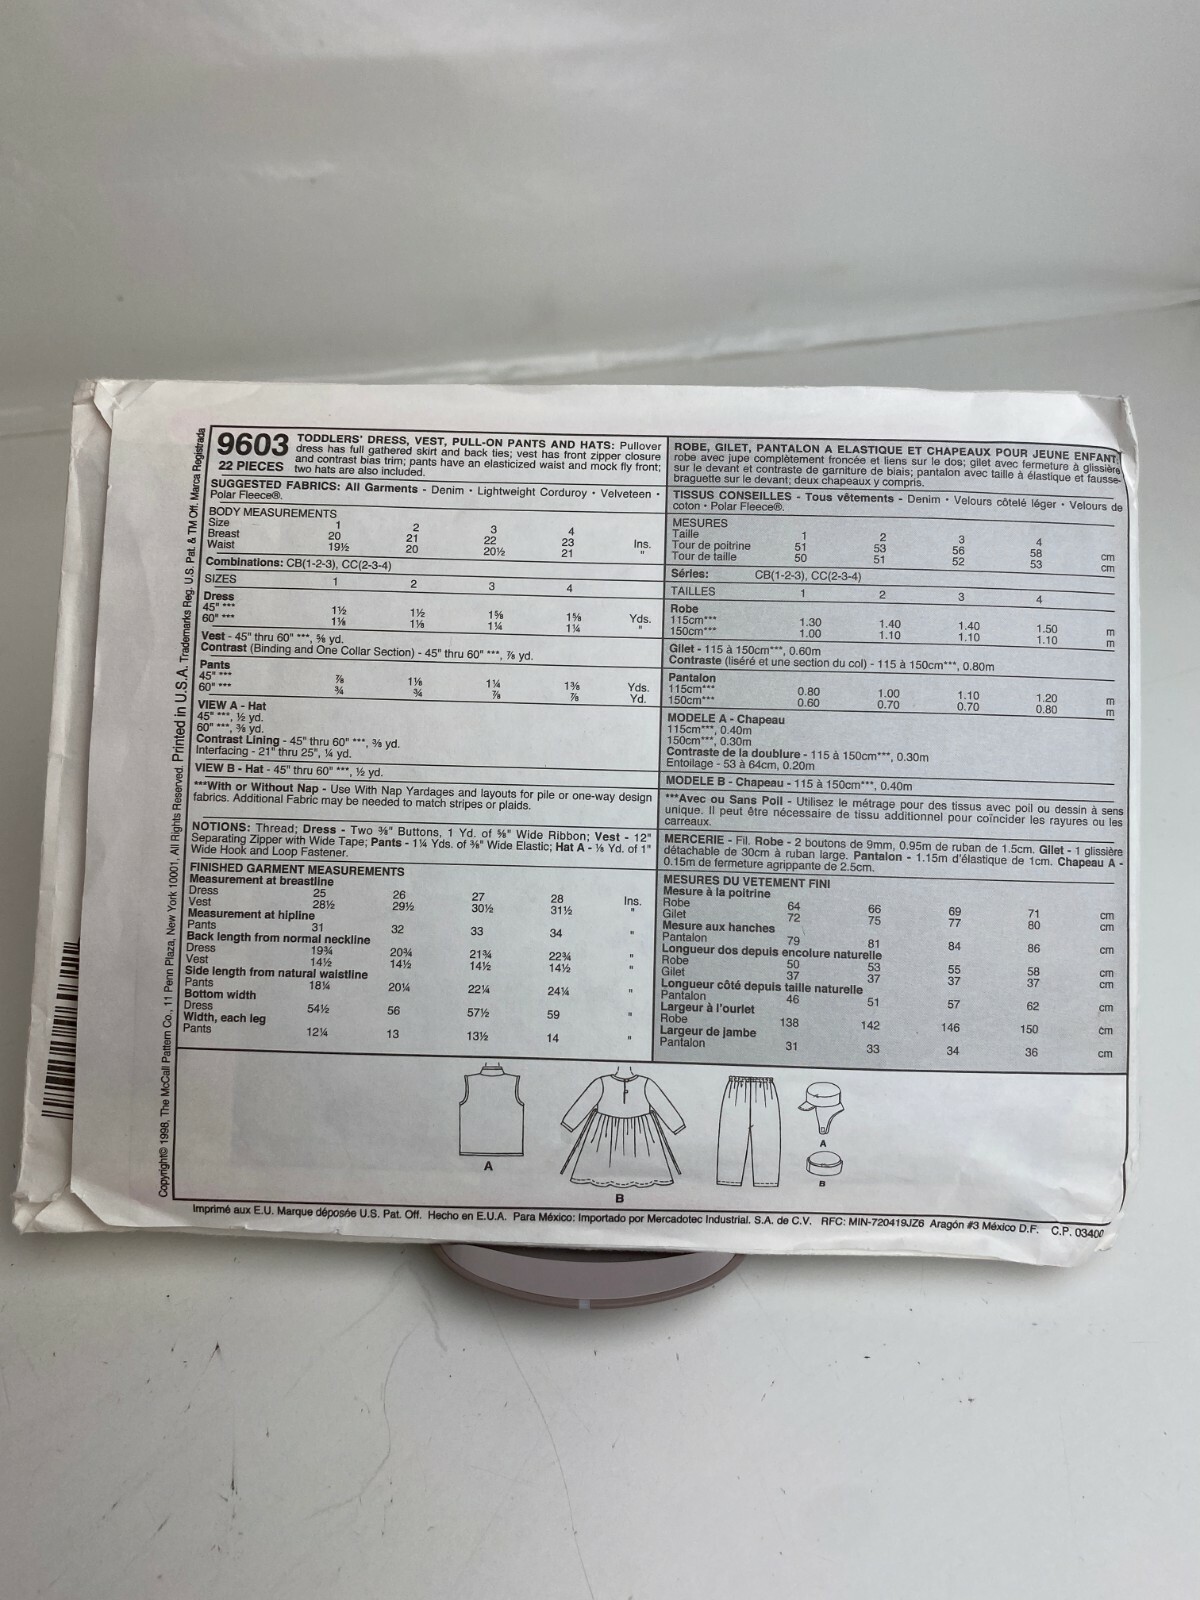 Copyright© 1998, The McCall Pattern Co., 11 Penn Plaza, New York 10001, All Rights Reserved. Printed in U.S.A. Trademarks Reg. U.S. Pat. & TM Off. Marca Registrada
9603
22 PIECES
TODDLERS' DRESS, VEST, PULL-ON PANTS AND HATS: Pullover
dress has full gathered skirt and back ties; vest has front zipper closure
and contrast bias trim; pants have an elasticized waist and mock fly front;
two hats are also included.
SUGGESTED FABRICS: All Garments - Denim • Lightweight Corduroy • Velveteen •
Polar Fleece®.
BODY MEASUREMENTS
Size 1 2 3 4
Breast 20 21 22 23 Ins.
Waist 19½ 20 20½ 21 "
Combinations: CB(1-2-3), CC(2-3-4)
SIZES 1 2 3 4
Dress
45" *** 1½ 1½ 1⅝ 1⅝ Yds.
60" *** 1⅛ 1⅛ 1¼ 1¼ "
Vest - 45" thru 60" ***, ⅝ yd.
Contrast (Binding and One Collar Section) - 45" thru 60" ***, ⅞ yd.
Pants
45" *** ⅞ 1⅛ 1¼ 1⅜ Yds.
60" *** ¾ ¾ ⅞ ⅞ Yd.
VIEW A - Hat
45" ***, ½ yd.
60" ***, ⅜ yd.
Contrast Lining - 45" thru 60" ***, ⅜ yd.
Interfacing - 21" thru 25", ¼ yd.
VIEW B - Hat - 45" thru 60" ***, ½ yd.
***With or Without Nap - Use With Nap Yardages and layouts for pile or one-way design
fabrics. Additional Fabric may be needed to match stripes or plaids.
NOTIONS: Thread; Dress - Two ⅜" Buttons, 1 Yd. of ⅝" Wide Ribbon; Vest - 12"
Separating Zipper with Wide Tape; Pants - 1¼ Yds. of ⅜" Wide Elastic; Hat A - ⅛ Yd. of 1"
Wide Hook and Loop Fastener.
FINISHED GARMENT MEASUREMENTS
Measurement at breastline
Dress 25 26 27 28 Ins.
Vest 28½ 29½ 30½ 31½ "
Measurement at hipline
Pants 31 32 33 34 "
Back length from normal neckline
Dress 19¾ 20¾ 21¾ 22¾ "
Vest 14½ 14½ 14½ 14½ "
Side length from natural waistline
Pants 18¼ 20¼ 22¼ 24¼ "
Bottom width
Dress 54½ 56 57½ 59 "
Width, each leg
Pants 12¼ 13 13½ 14 "
ROBE, GILET, PANTALON A ELASTIQUE ET CHAPEAUX POUR JEUNE ENFANT:
robe avec jupe complètement froncée et liens sur le dos; gilet avec fermeture à glissière
sur le devant et contraste de garniture de biais; pantalon avec taille à élastique et fausse-
braguette sur le devant; deux chapeaux y compris.
TISSUS CONSEILLES - Tous vêtements - Denim • Velours côtelé léger • Velours de
coton • Polar Fleece®.
MESURES
Taille 1 2 3 4
Tour de poitrine 51 53 56 58 cm
Tour de taille 50 51 52 53 cm
Séries: CB(1-2-3), CC(2-3-4)
TAILLES 1 2 3 4
Robe
115cm*** 1.30 1.40 1.40 1.50 m
150cm*** 1.00 1.10 1.10 1.10 m
Gilet - 115 à 150cm***, 0.60m
Contraste (liséré et une section du col) - 115 à 150cm***, 0.80m
Pantalon
115cm*** 0.80 1.00 1.10 1.20 m
150cm*** 0.60 0.70 0.70 0.80 m
MODELE A - Chapeau
115cm***, 0.40m
150cm***, 0.30m
Contraste de la doublure - 115 à 150cm***, 0.30m
Entoilage - 53 à 64cm, 0.20m
MODELE B - Chapeau - 115 à 150cm***, 0.40m
***Avec ou Sans Poil - Utilisez le métrage pour des tissus avec poil ou dessin à sens
unique. Il peut être nécessaire de tissu additionnel pour coïncider les rayures ou les
carreaux.
MERCERIE - Fil. Robe - 2 boutons de 9mm, 0.95m de ruban de 1.5cm. Gilet - 1 glissière
détachable de 30cm à ruban large. Pantalon - 1.15m d'élastique de 1cm. Chapeau A -
0.15m de fermeture agrippante de 2.5cm.
MESURES DU VETEMENT FINI
Mesure à la poitrine
Robe 64 66 69 71 cm
Gilet 72 75 77 80 cm
Mesure aux hanches
Pantalon 79 81 84 86 cm
Longueur dos depuis encolure naturelle
Robe 50 53 55 58 cm
Gilet 37 37 37 37 cm
Longueur côté depuis taille naturelle
Pantalon 46 51 57 62 cm
Largeur à l'ourlet
Robe 138 142 146 150 cm
Largeur de jambe
Pantalon 31 33 34 36 cm
A
B
A
B
Imprimé aux E.U. Marque déposée U.S. Pat. Off. Hecho en E.U.A. Para México: Importado por Mercadotec Industrial. S.A. de C.V. RFC: MIN-720419JZ6 Aragón #3 México D.F. C.P. 03400